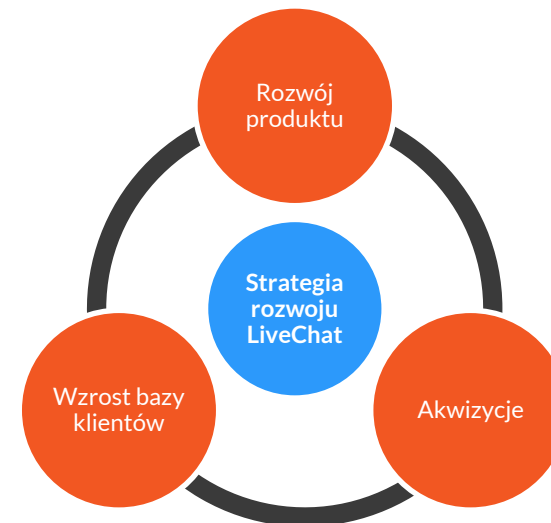 Rozwój
produktu
Strategia
rozwoju
LiveChat
Wzrost bazy
klientów
Akwizycje